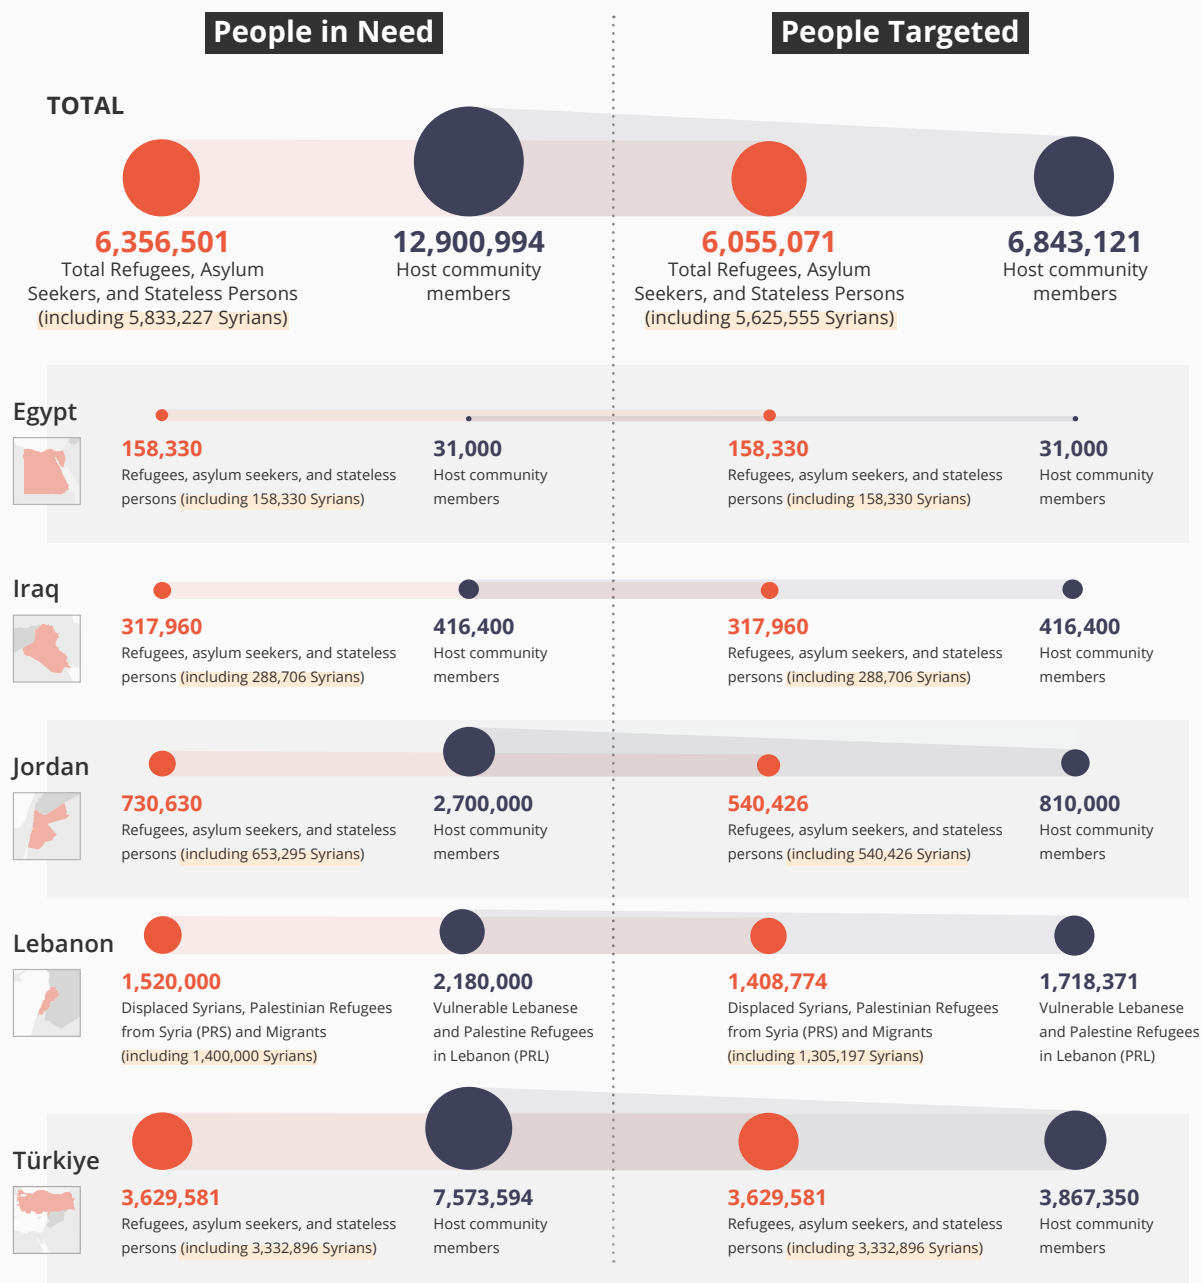 People in Need
People Targeted
TOTAL
6,356,501
Total Refugees, Asylum
Seekers, and Stateless Persons
(including 5,833,227 Syrians)
12,900,994
Host community
members
6,055,071
Total Refugees, Asylum
Seekers, and Stateless Persons
(including 5,625,555 Syrians)
6,843,121
Host community
members
Egypt
158,330
Refugees, asylum seekers, and stateless
persons (including 158,330 Syrians)
31,000
Host community
members
158,330
Refugees, asylum seekers, and stateless
persons (including 158,330 Syrians)
31,000
Host community
members
Iraq
317,960
Refugees, asylum seekers, and stateless
persons (including 288,706 Syrians)
416,400
Host community
members
317,960
Refugees, asylum seekers, and stateless
persons (including 288,706 Syrians)
416,400
Host community
members
Jordan
730,630
Refugees, asylum seekers, and stateless
persons (including 653,295 Syrians)
2,700,000
Host community
members
540,426
Refugees, asylum seekers, and stateless
persons (including 540,426 Syrians)
810,000
Host community
members
Lebanon
1,520,000
Displaced Syrians, Palestinian Refugees
from Syria (PRS) and Migrants
(including 1,400,000 Syrians)
2,180,000
Vulnerable Lebanese
and Palestine Refugees
in Lebanon (PRL)
1,408,774
Displaced Syrians, Palestinian Refugees
from Syria (PRS) and Migrants
(including 1,305,197 Syrians)
1,718,371
Vulnerable Lebanese
and Palestine Refugees
in Lebanon (PRL)
Türkiye
3,629,581
Refugees, asylum seekers, and stateless
persons (including 3,332,896 Syrians)
7,573,594
Host community
members
3,629,581
Refugees, asylum seekers, and stateless
persons (including 3,332,896 Syrians)
3,867,350
Host community
members